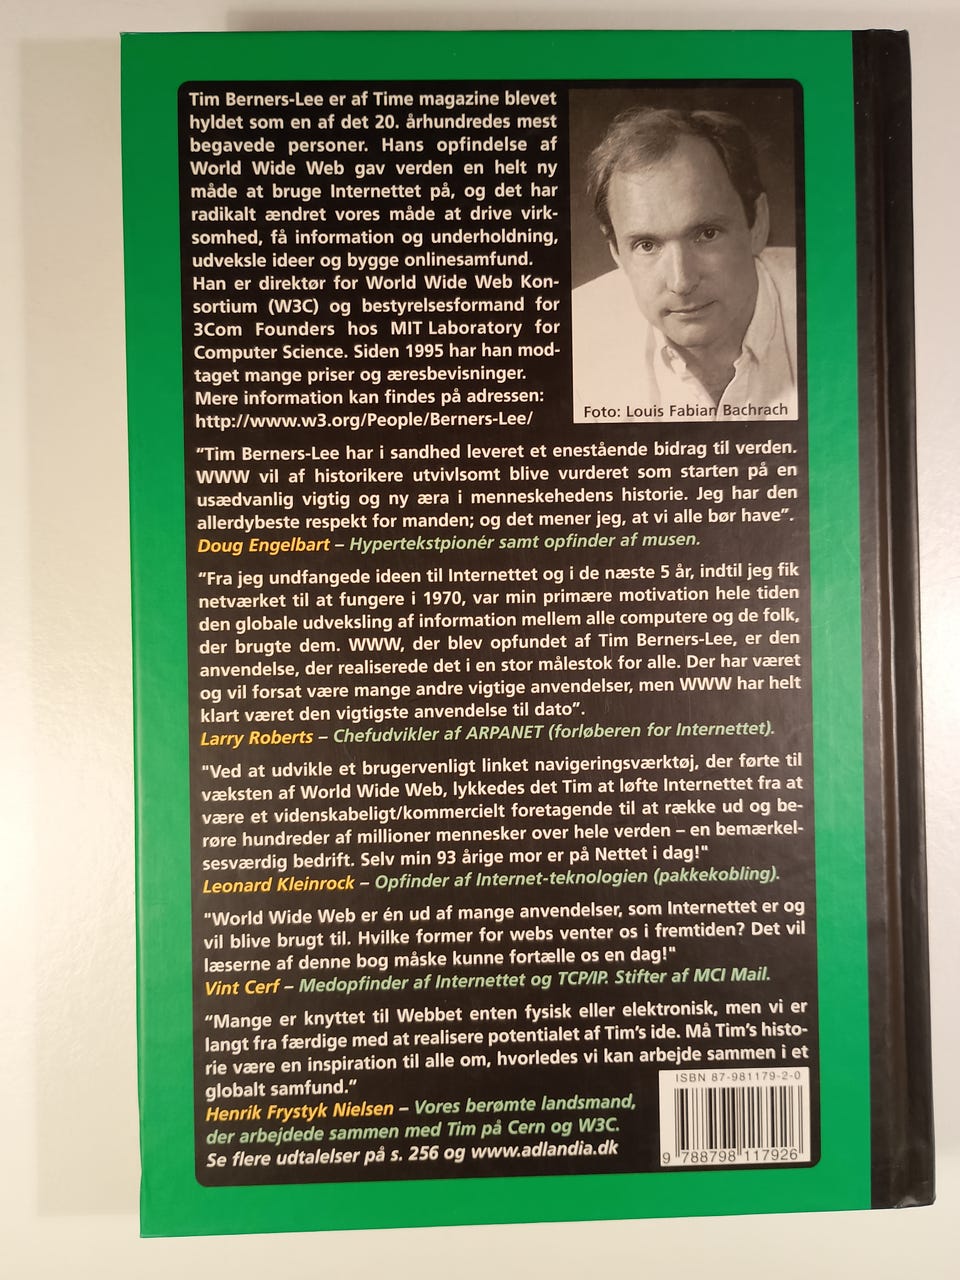 Tim Berners-Lee er af Time magazine blevet
hyldet som en af det 20. århundredes mest
begavede personer. Hans opfindelse af
World Wide Web gav verden en helt ny
måde at bruge Internettet på, og det har
radikalt ændret vores måde at drive virk-
somhed, få information og underholdning,
udveksle ideer og bygge onlinesamfund.
Han er direktør for World Wide Web Kon-
sortium (W3C) og bestyrelsesformand for
3Com Founders hos MIT Laboratory for
Computer Science. Siden 1995 har han mod-
taget mange priser og æresbevisninger.
Mere information kan findes på adressen:
http://www.w3.org/People/Berners-Lee/
Foto: Louis Fabian Bachrach
”Tim Berners-Lee har i sandhed leveret et enestående bidrag til verden.
WWW vil af historikere utvivlsomt blive vurderet som starten på en
usædvanlig vigtig og ny æra i menneskehedens historie. Jeg har den
allerdybeste respekt for manden; og det mener jeg, at vi alle bør have”.
Doug Engelbart – Hypertekstpionér samt opfinder af musen.
”Fra jeg undfangede ideen til Internettet og i de næste 5 år, indtil jeg fik
netværket til at fungere i 1970, var min primære motivation hele tiden
den globale udveksling af information mellem alle computere og de folk,
der brugte dem. WWW, der blev opfundet af Tim Berners-Lee, er den
anvendelse, der realiserede det i en stor målestok for alle. Der har været
og vil forsat være mange andre vigtige anvendelser, men WWW har helt
klart været den vigtigste anvendelse til dato”.
Larry Roberts – Chefudvikler af ARPANET (forløberen for Internettet).
"Ved at udvikle et brugervenligt linket navigeringsværktøj, der førte til
væksten af World Wide Web, lykkedes det Tim at løfte Internettet fra at
være et videnskabeligt/kommercielt foretagende til at række ud og be-
røre hundreder af millioner mennesker over hele verden – en bemærkel-
sesværdig bedrift. Selv min 93 årige mor er på Nettet i dag!"
Leonard Kleinrock – Opfinder af Internet-teknologien (pakkekobling).
"World Wide Web er én ud af mange anvendelser, som Internettet er og
vil blive brugt til. Hvilke former for webs venter os i fremtiden? Det vil
læserne af denne bog måske kunne fortælle os en dag!"
Vint Cerf – Medopfinder af Internettet og TCP/IP. Stifter af MCI Mail.
”Mange er knyttet til Webbet enten fysisk eller elektronisk, men vi er
langt fra færdige med at realisere potentialet af Tim’s ide. Må Tim’s histo-
rie være en inspiration til alle om, hvorledes vi kan arbejde sammen i et
globalt samfund.”
Henrik Frystyk Nielsen – Vores berømte landsmand,
der arbejdede sammen med Tim på Cern og W3C.
Se flere udtalelser på s. 256 og www.adlandia.dk
ISBN 87-981179-2-0
9 788798 117926